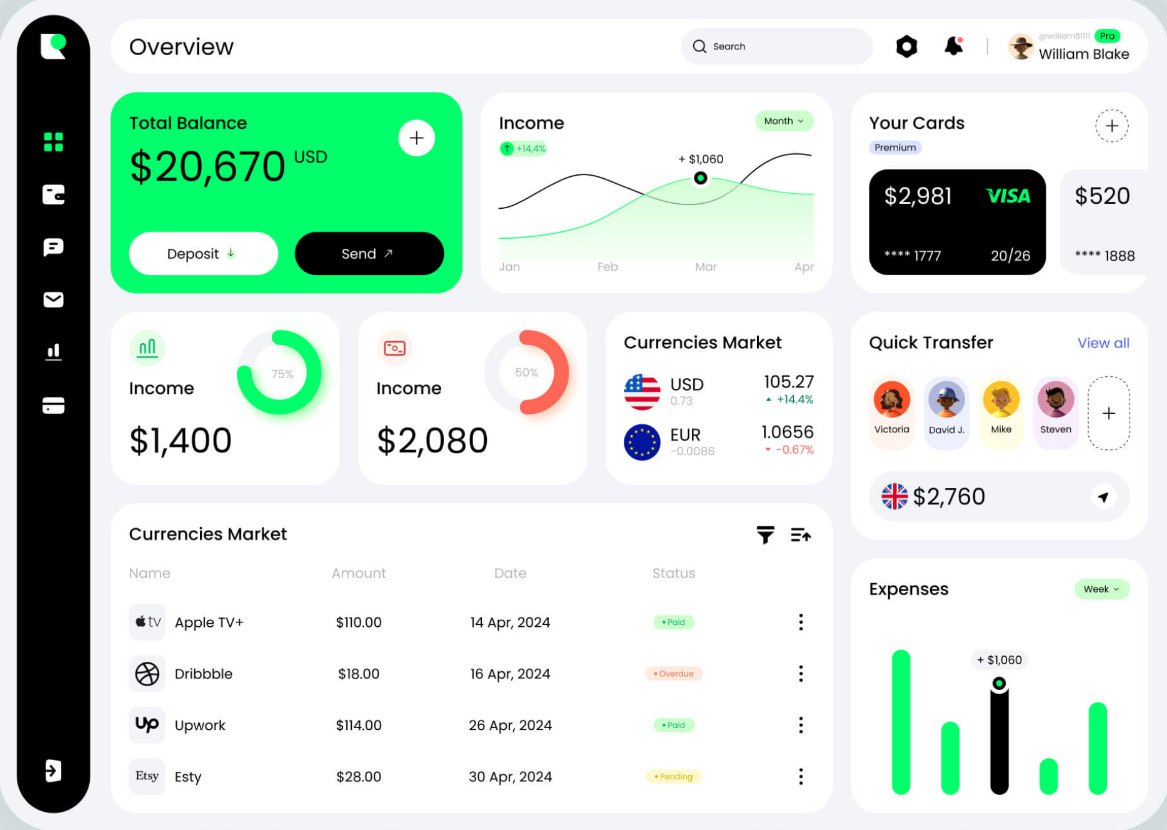 Overview
Search
@william81111 Pro
William Blake
Total Balance
$20,670 USD
Deposit
Send
Income
Month
+14,4%
+ $1,060
Jan Feb Mar Apr
Your Cards
Premium
$2,981 VISA
**** 1777 20/26
$520
**** 1888
75%
Income
$1,400
50%
Income
$2,080
Currencies Market
USD 105.27
0.73 +14.4%
EUR 1.0656
-0.0086 -0.67%
Quick Transfer View all
Victoria David J. Mike Steven
$2,760
Currencies Market
Name Amount Date Status
tv Apple TV+ $110.00 14 Apr, 2024 Paid
Dribbble $18.00 16 Apr, 2024 Overdue
Up Upwork $114.00 26 Apr, 2024 Paid
Etsy Esty $28.00 30 Apr, 2024 Pending
Expenses Week
+ $1,060